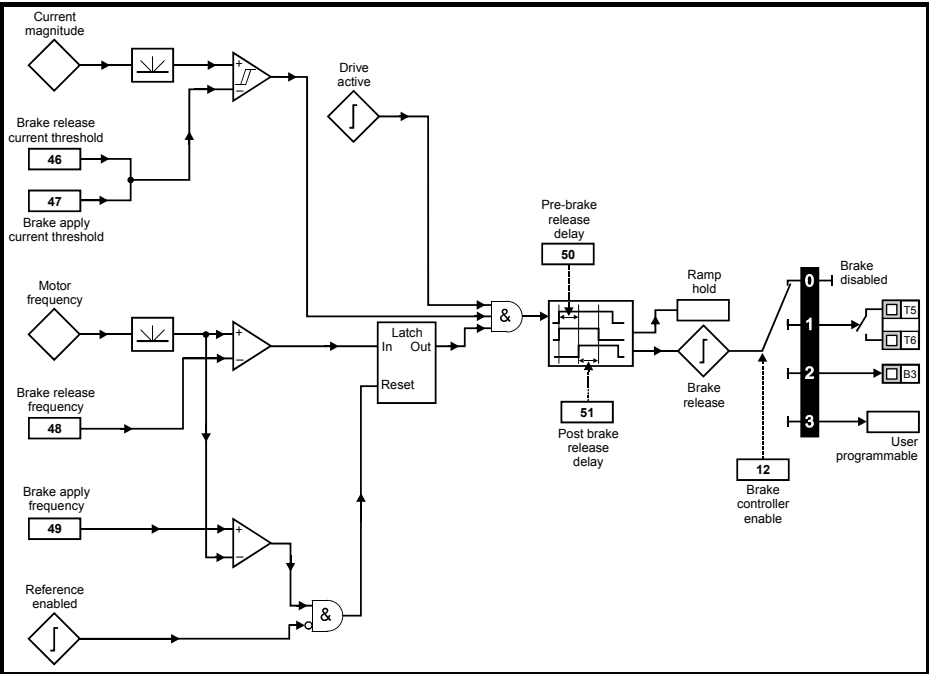 Current
magnitude
+
−
Drive
active
Brake release
current threshold
46
47
Brake apply
current threshold
Pre-brake
release
delay
50
Motor
frequency
+
−
Latch
In Out
Reset
&
Ramp
hold
Brake
release
51
Post brake
release
delay
0
1
2
3
Brake
disabled
T5
T6
B3
User
programmable
12
Brake
controller
enable
Brake release
frequency
48
Brake apply
frequency
49
+
−
Reference
enabled
&